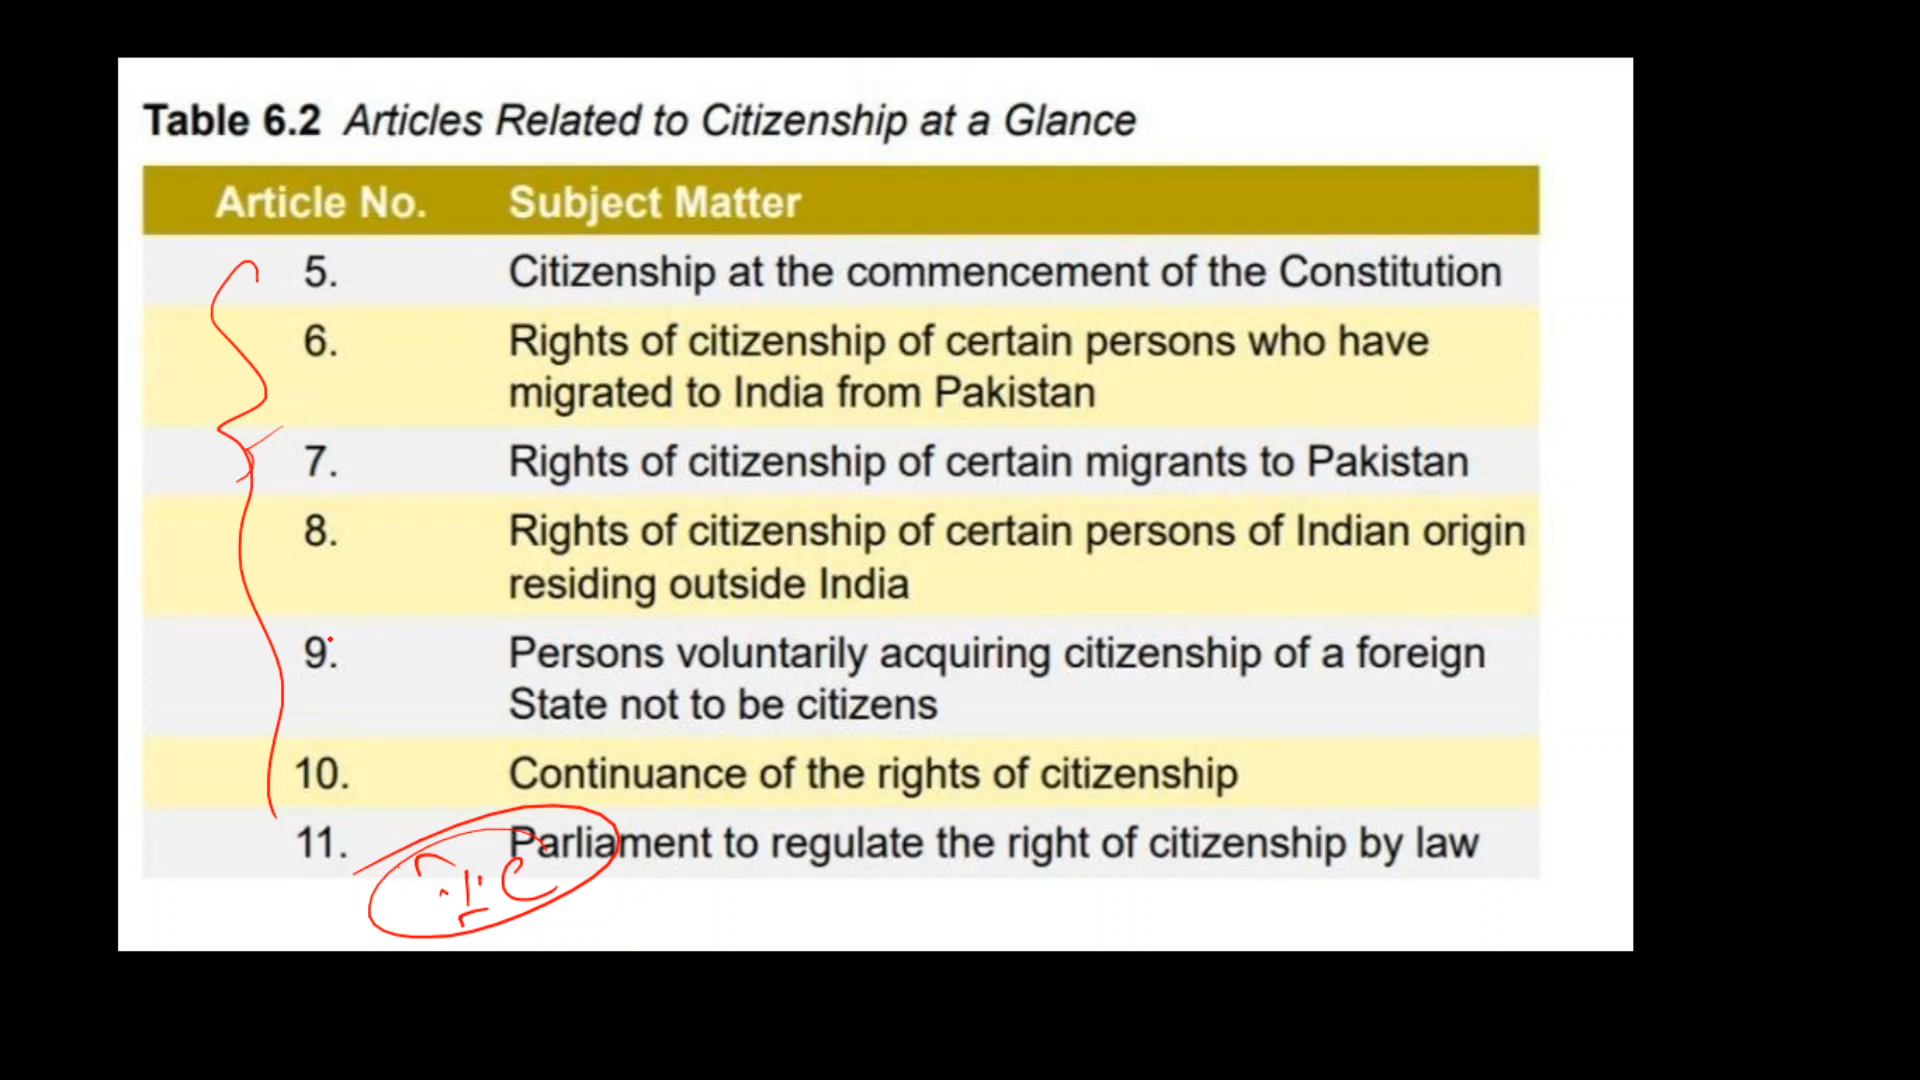 Table 6.2 Articles Related to Citizenship at a Glance
Article No. Subject Matter
5. Citizenship at the commencement of the Constitution
6. Rights of citizenship of certain persons who have
migrated to India from Pakistan
7. Rights of citizenship of certain migrants to Pakistan
8. Rights of citizenship of certain persons of Indian origin
residing outside India
9. Persons voluntarily acquiring citizenship of a foreign
State not to be citizens
10. Continuance of the rights of citizenship
11. Parliament to regulate the right of citizenship by law